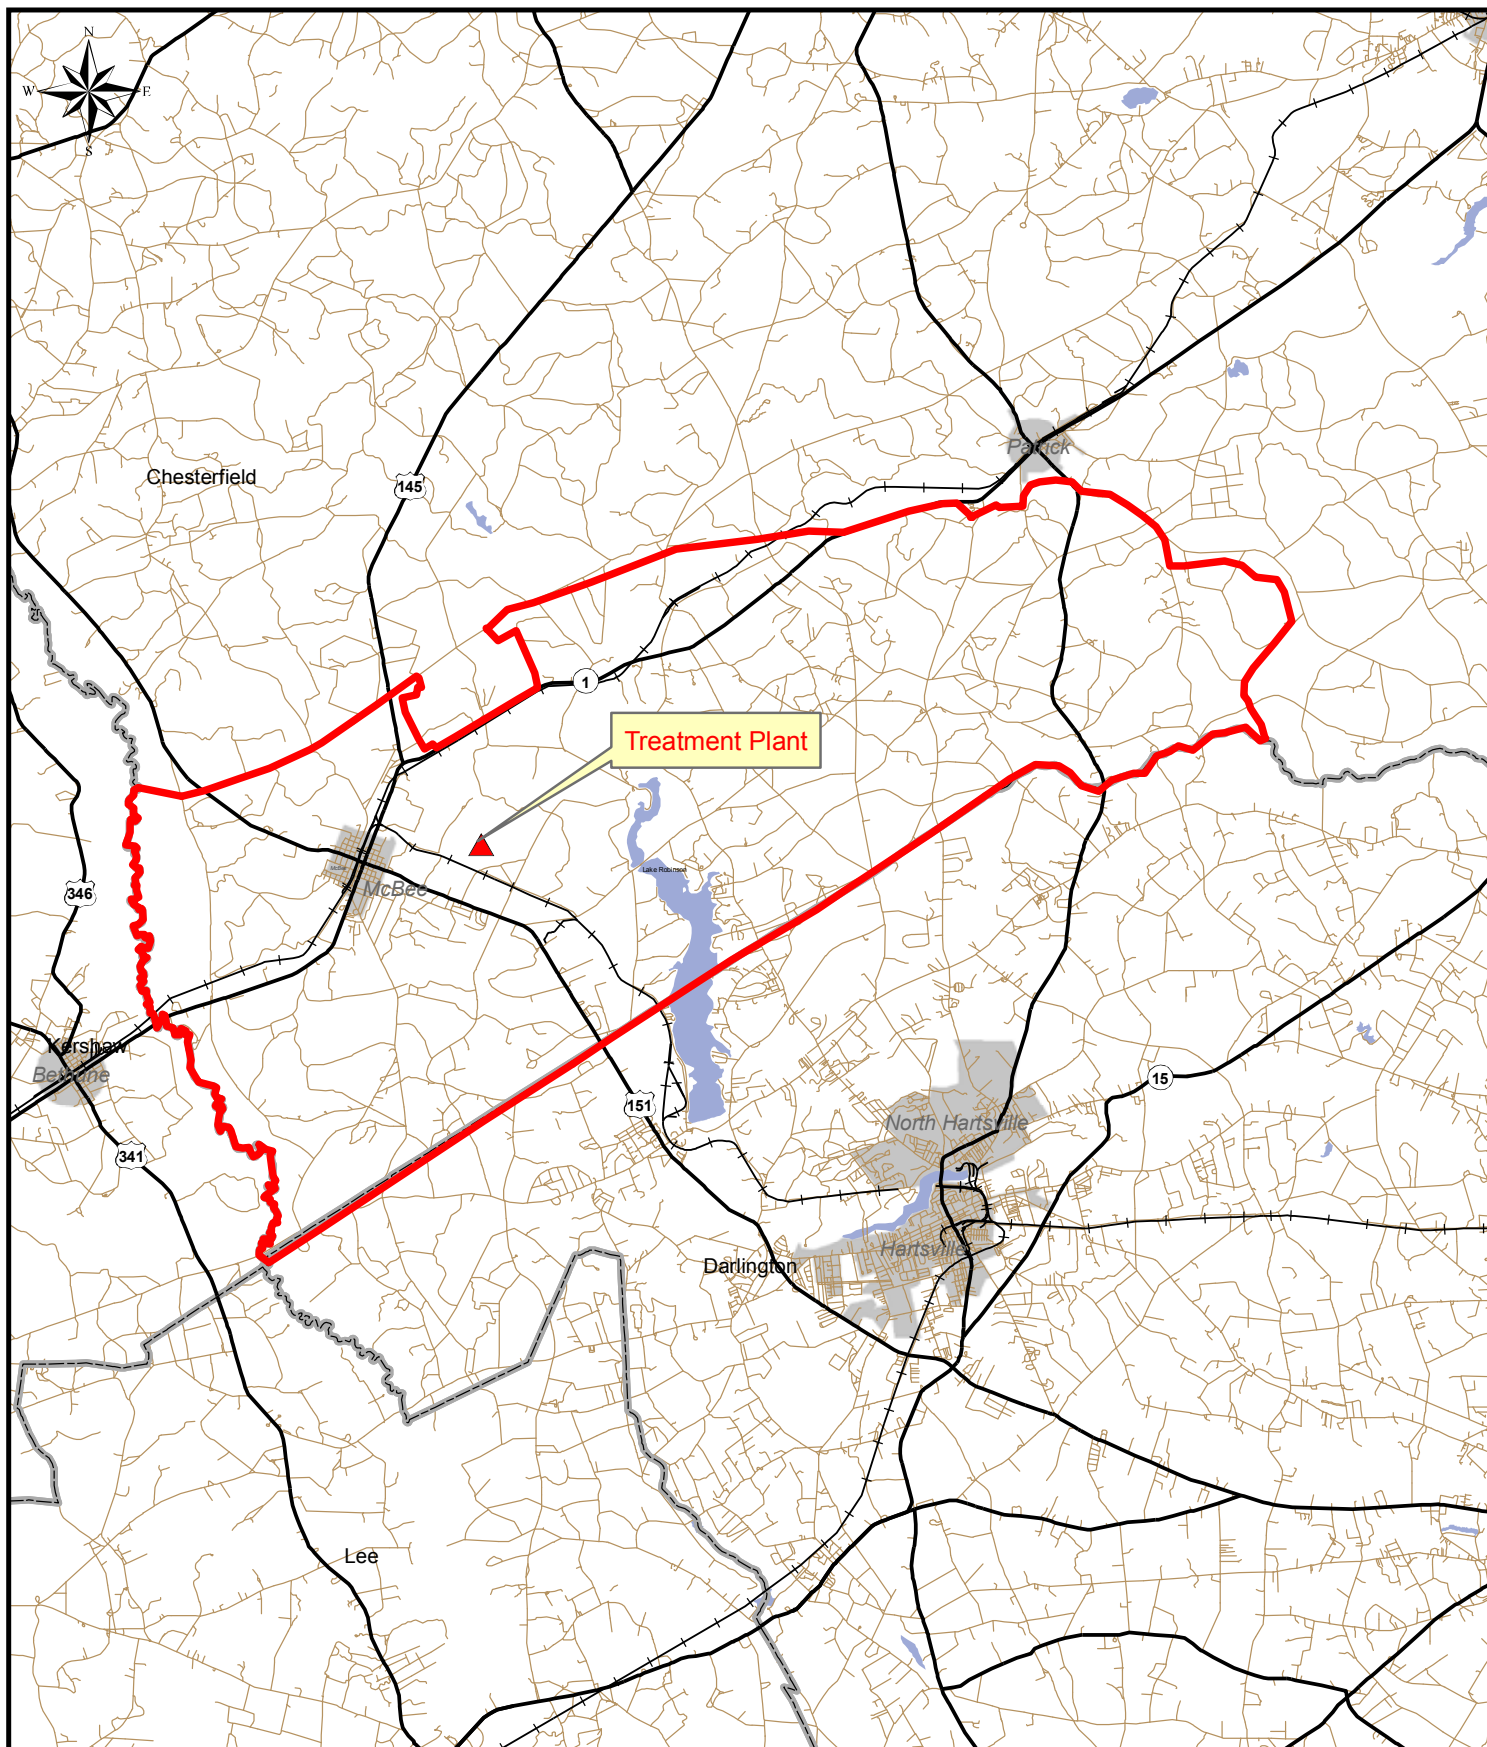 N
W E
S
Patrick
Chesterfield
145
1
Treatment Plant
Lake Robinson
McBee
346
Kershaw
Bethune
15
151
North Hartsville
341
Hartsville
Darlington
Lee